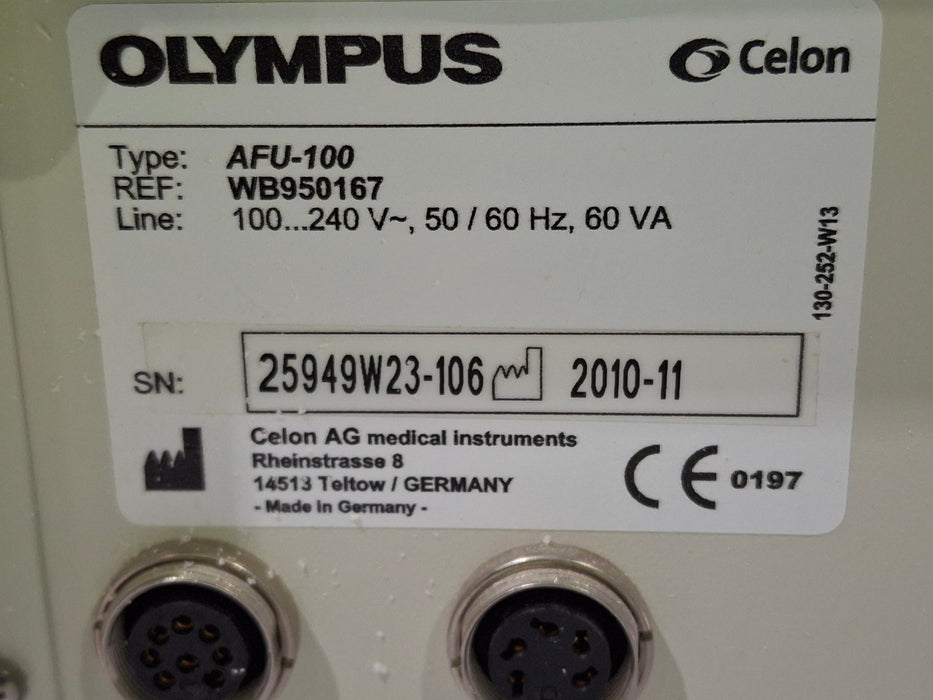 OLYMPUS
Celon
Type: AFU-100
REF: WB950167
Line: 100...240 V~, 50 / 60 Hz, 60 VA
130-252-W13
SN: 25949W23-106 2010-11
Celon AG medical instruments
Rheinstrasse 8
14513 Teltow / GERMANY
- Made in Germany -
CE 0197